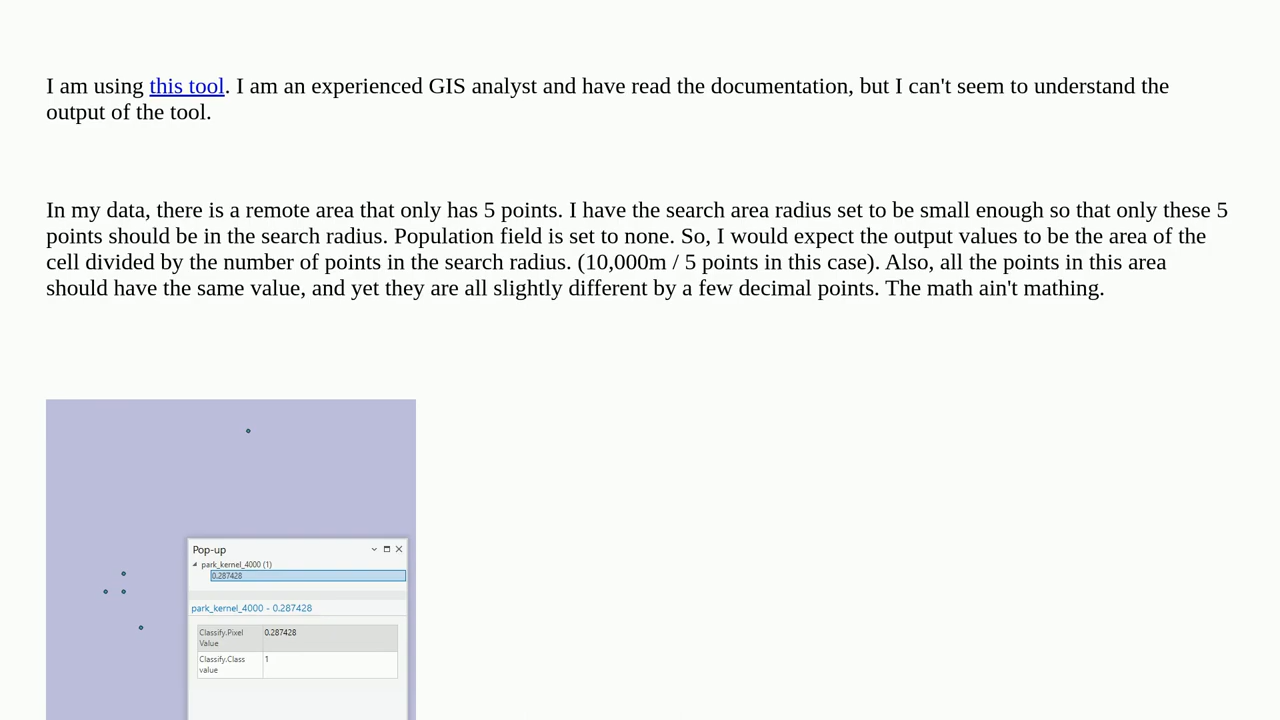 I am using this tool. I am an experienced GIS analyst and have read the documentation, but I can't seem to understand the
output of the tool.
In my data, there is a remote area that only has 5 points. I have the search area radius set to be small enough so that only these 5
points should be in the search radius. Population field is set to none. So, I would expect the output values to be the area of the
cell divided by the number of points in the search radius. (10,000m / 5 points in this case). Also, all the points in this area
should have the same value, and yet they are all slightly different by a few decimal points. The math ain't mathing.
Pop-up
park_kernel_4000 (1)
0.287428
park_kernel_4000 - 0.287428
Classify.Pixel 0.287428
Value
Classify.Class 1
value